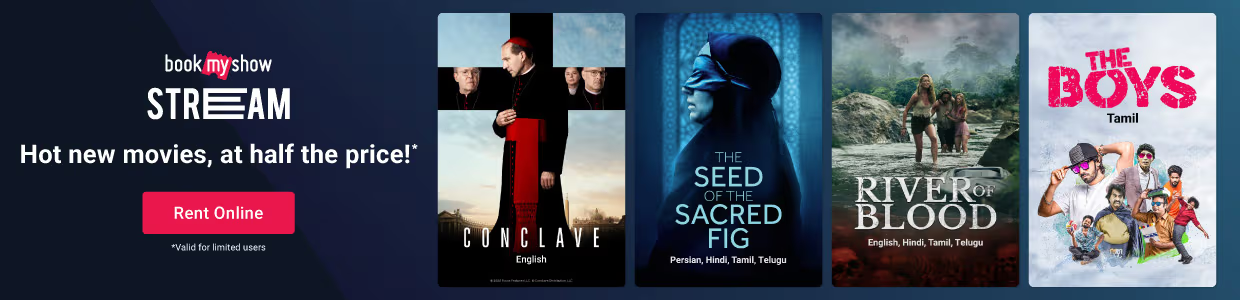 book my show
STREAM
Hot new movies, at half the price!*
Rent Online
*Valid for limited users
CONCLAVE
English
THE
SEED
OF THE
SACRED
FIG
Persian, Hindi, Tamil, Telugu
RIVER OF
BLOOD
English, Hindi, Tamil, Telugu
THE
BOYS
Tamil